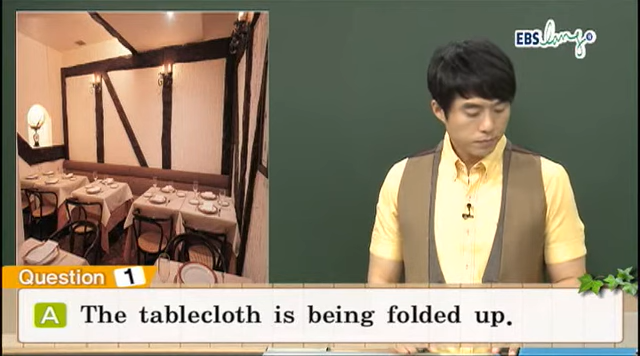 EBS lang
Question 1
A The tablecloth is being folded up.